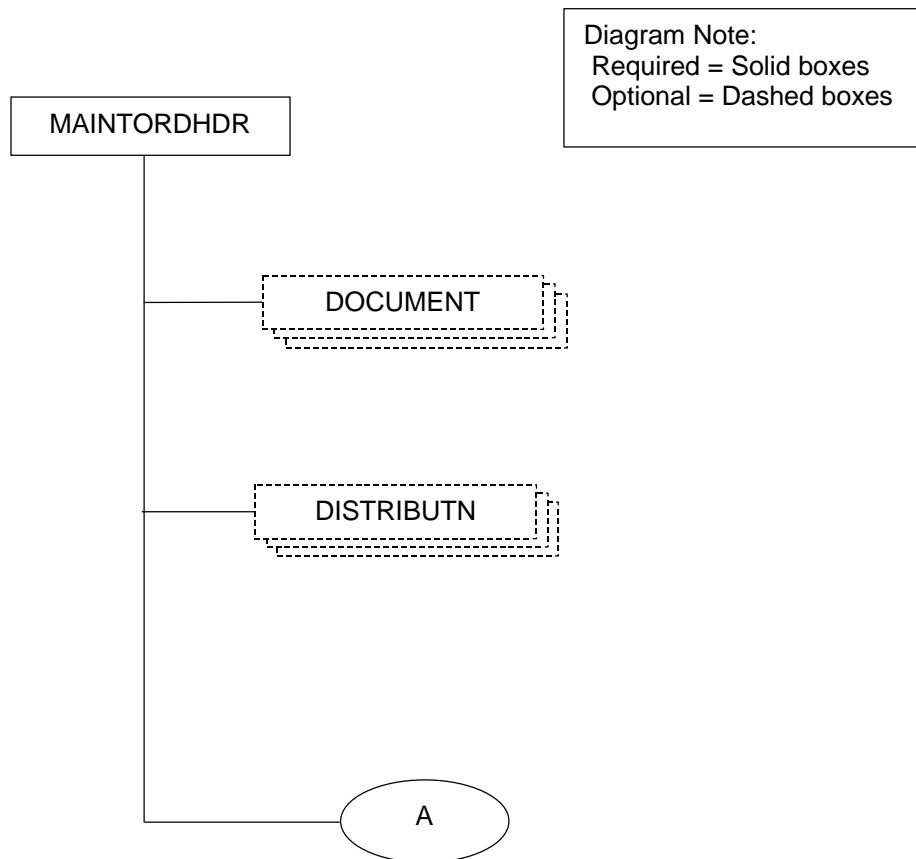 Diagram Note:
Required = Solid boxes
Optional = Dashed boxes
MAINTORDHDR
DOCUMENT
DISTRIBUTN
A